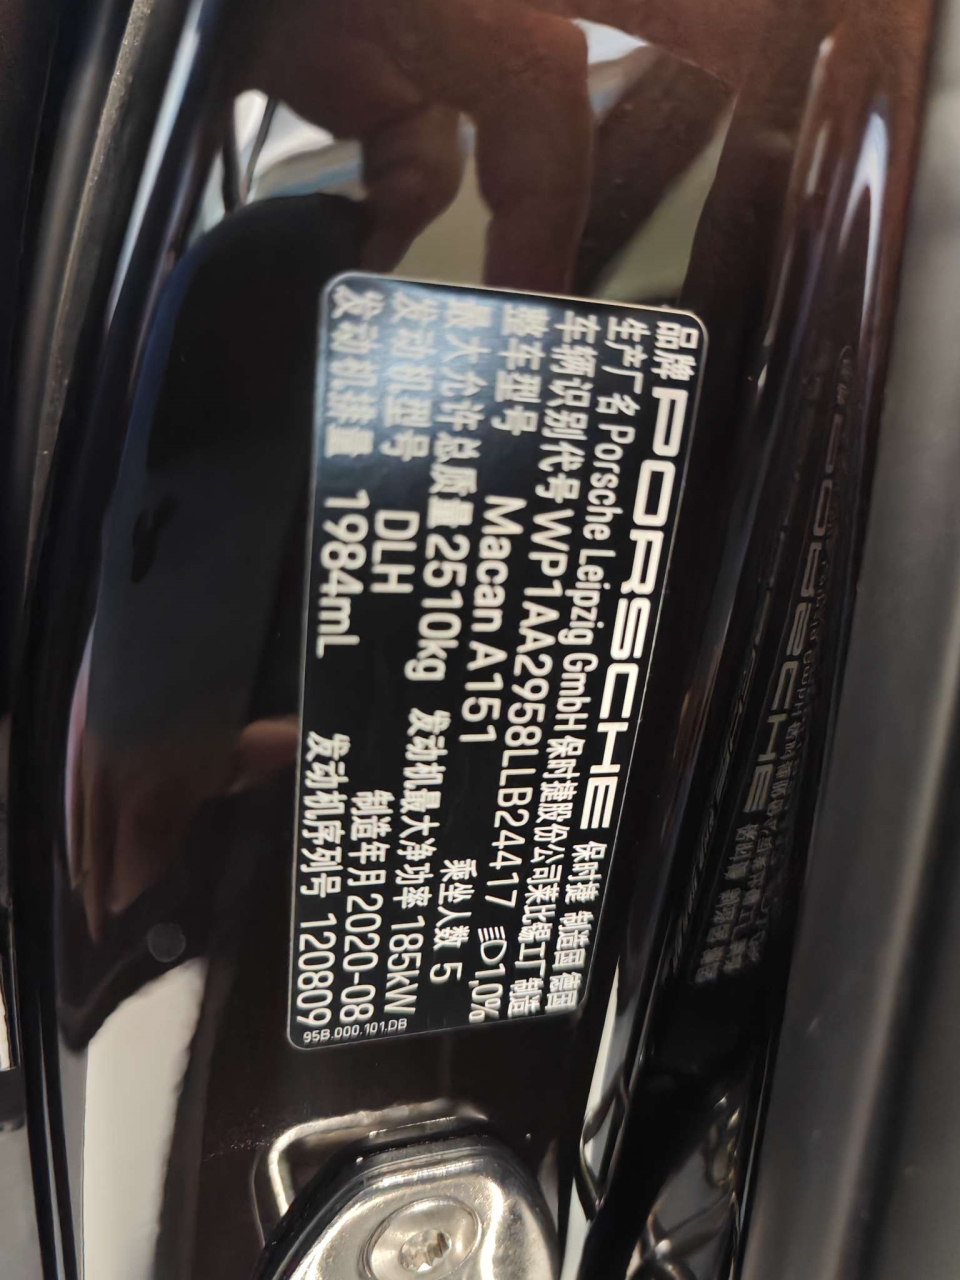 品牌 PORSCHE 保时捷 制造国 德国
生产厂名 Porsche Leipzig GmbH 保时捷股份公司莱比锡工厂 制造
车辆识别代号 WP1AA2958LLB24417 1,0%
整车型号 Macan A151 乘坐人数 5
最大允许总质量 2510kg 发动机最大净功率 185kW
发动机型号 DLH 制造年月 2020-08
发动机排量 1984mL 发动机序列号 120809
95B.000.101.DB